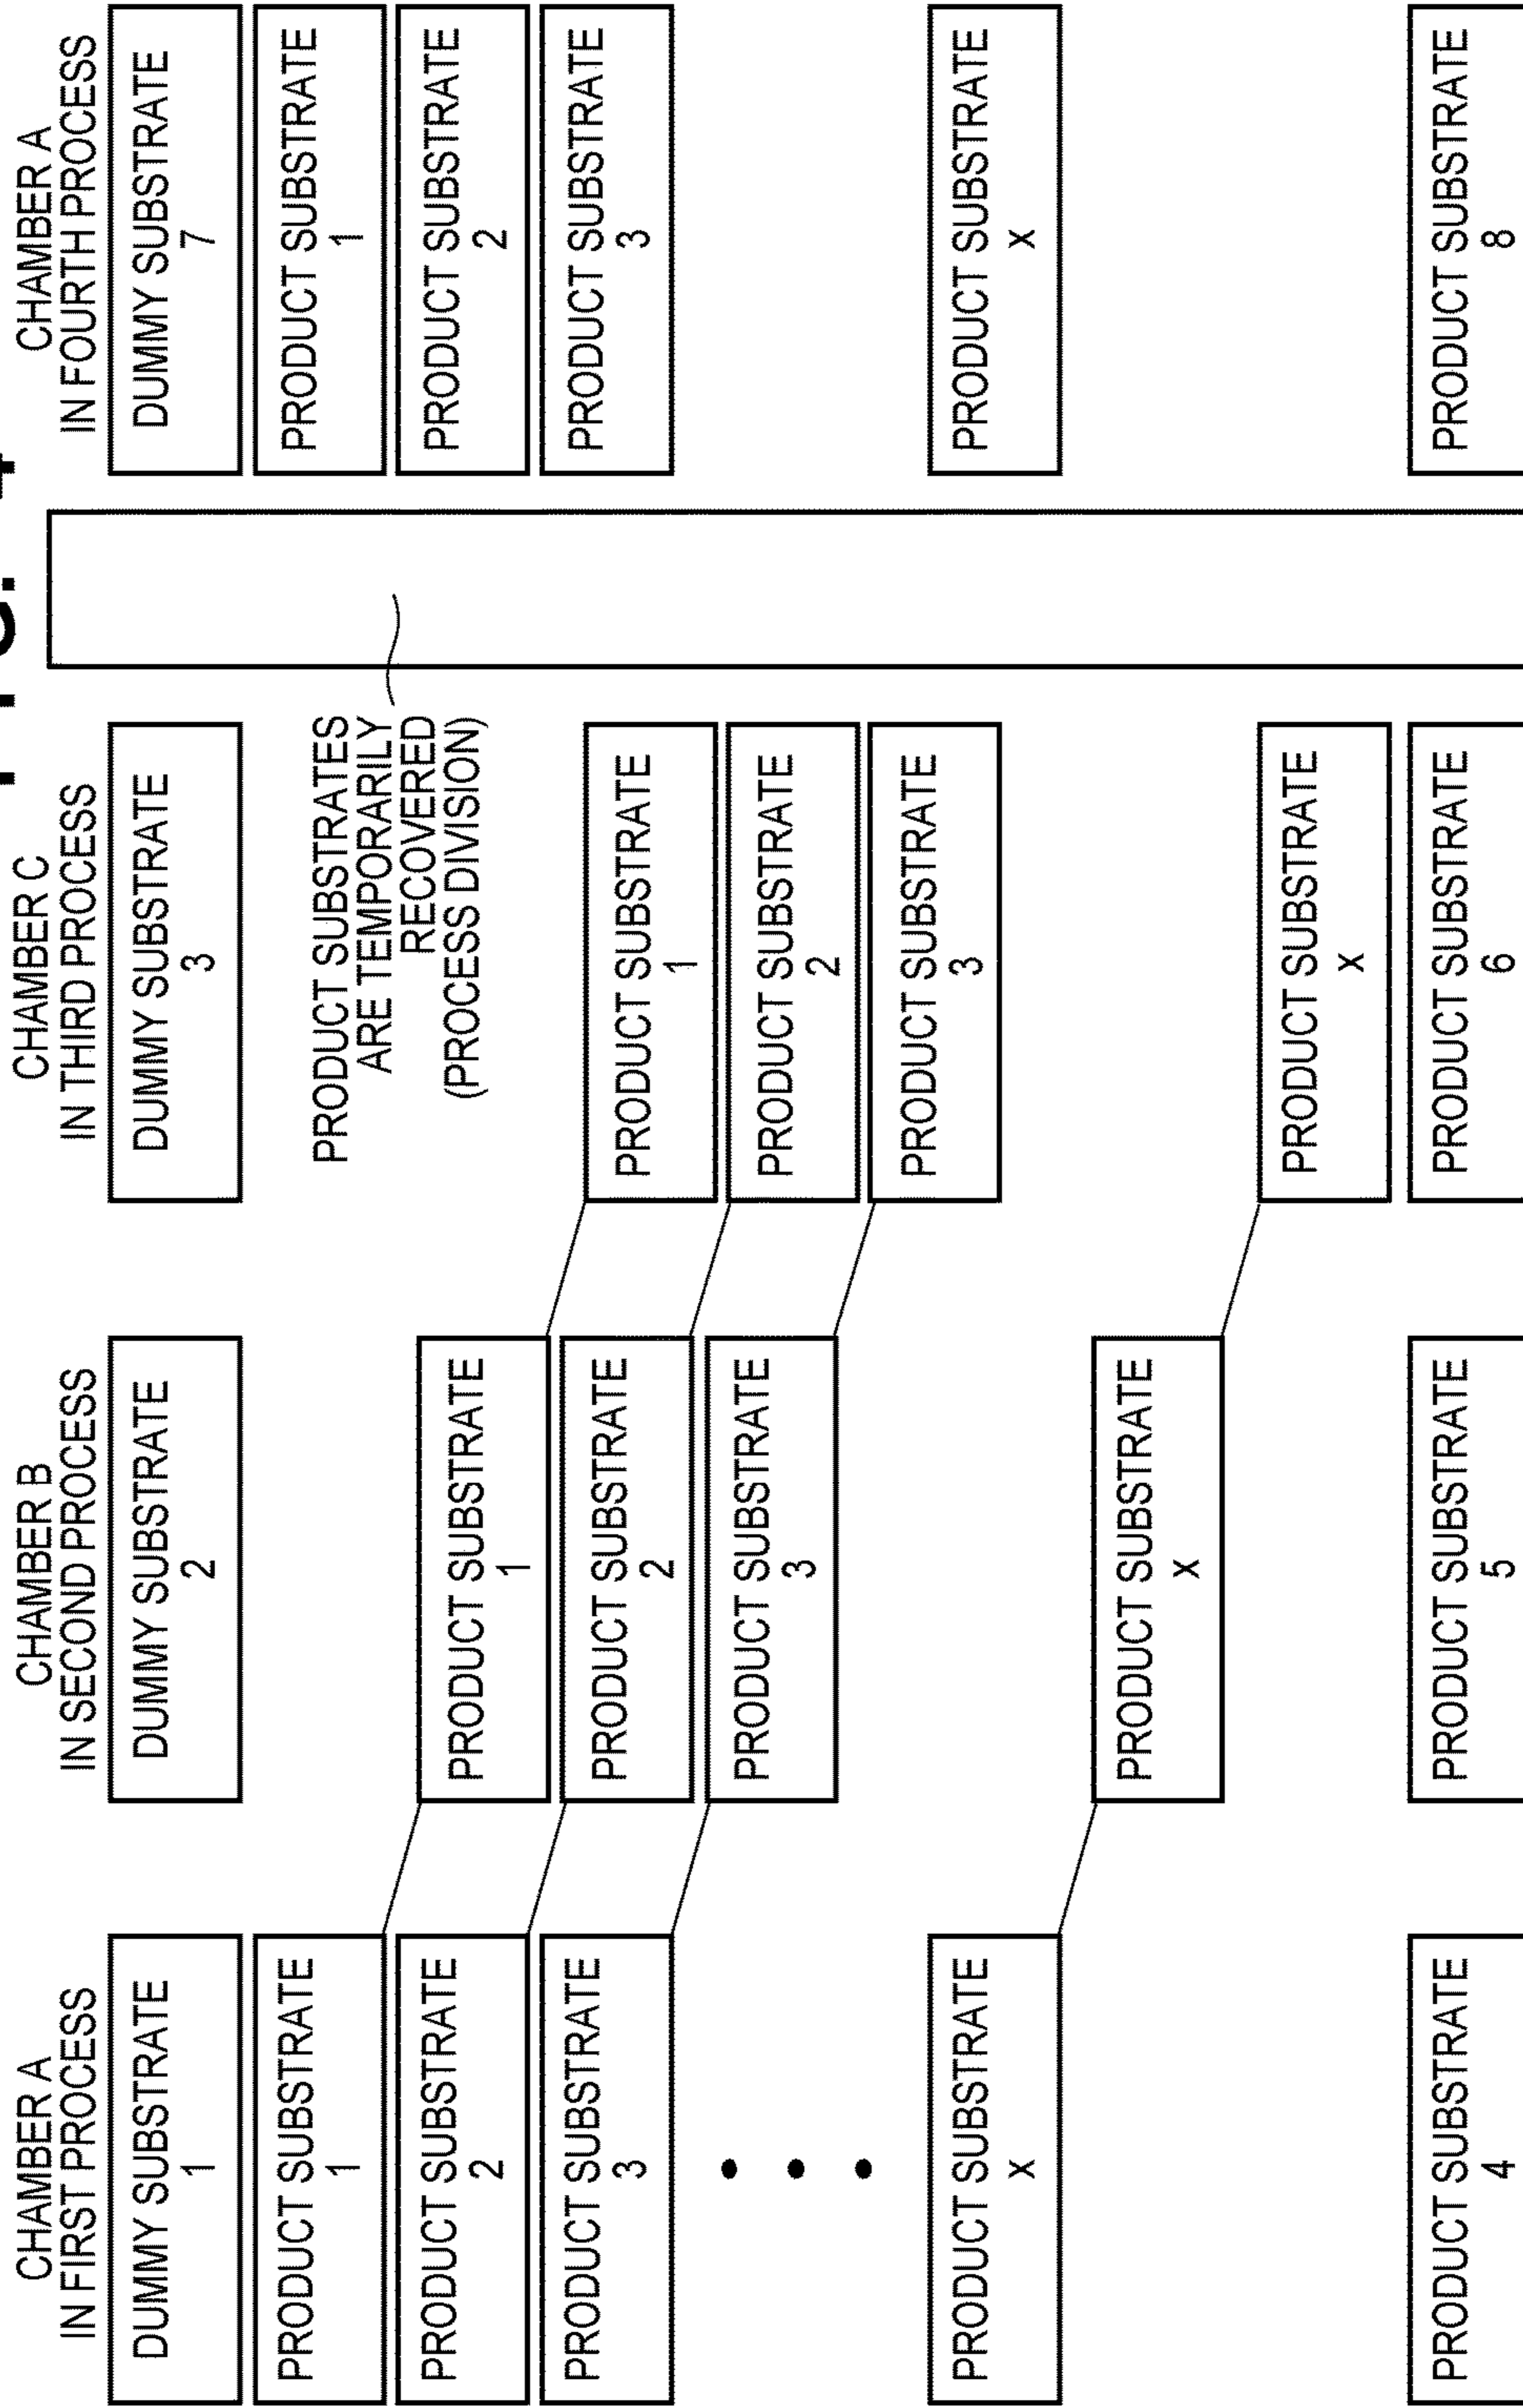 CHAMBER A
IN FIRST PROCESS
DUMMY SUBSTRATE
1
PRODUCT SUBSTRATE
1
PRODUCT SUBSTRATE
2
PRODUCT SUBSTRATE
3
PRODUCT SUBSTRATE
x
PRODUCT SUBSTRATE
4
CHAMBER B
IN SECOND PROCESS
DUMMY SUBSTRATE
2
PRODUCT SUBSTRATE
1
PRODUCT SUBSTRATE
2
PRODUCT SUBSTRATE
3
PRODUCT SUBSTRATE
x
PRODUCT SUBSTRATE
5
CHAMBER C
IN THIRD PROCESS
DUMMY SUBSTRATE
3
PRODUCT SUBSTRATES
ARE TEMPORARILY
RECOVERED
(PROCESS DIVISION)
PRODUCT SUBSTRATE
1
PRODUCT SUBSTRATE
2
PRODUCT SUBSTRATE
3
PRODUCT SUBSTRATE
x
PRODUCT SUBSTRATE
6
CHAMBER A
IN FOURTH PROCESS
DUMMY SUBSTRATE
7
PRODUCT SUBSTRATE
1
PRODUCT SUBSTRATE
2
PRODUCT SUBSTRATE
3
PRODUCT SUBSTRATE
x
PRODUCT SUBSTRATE
8